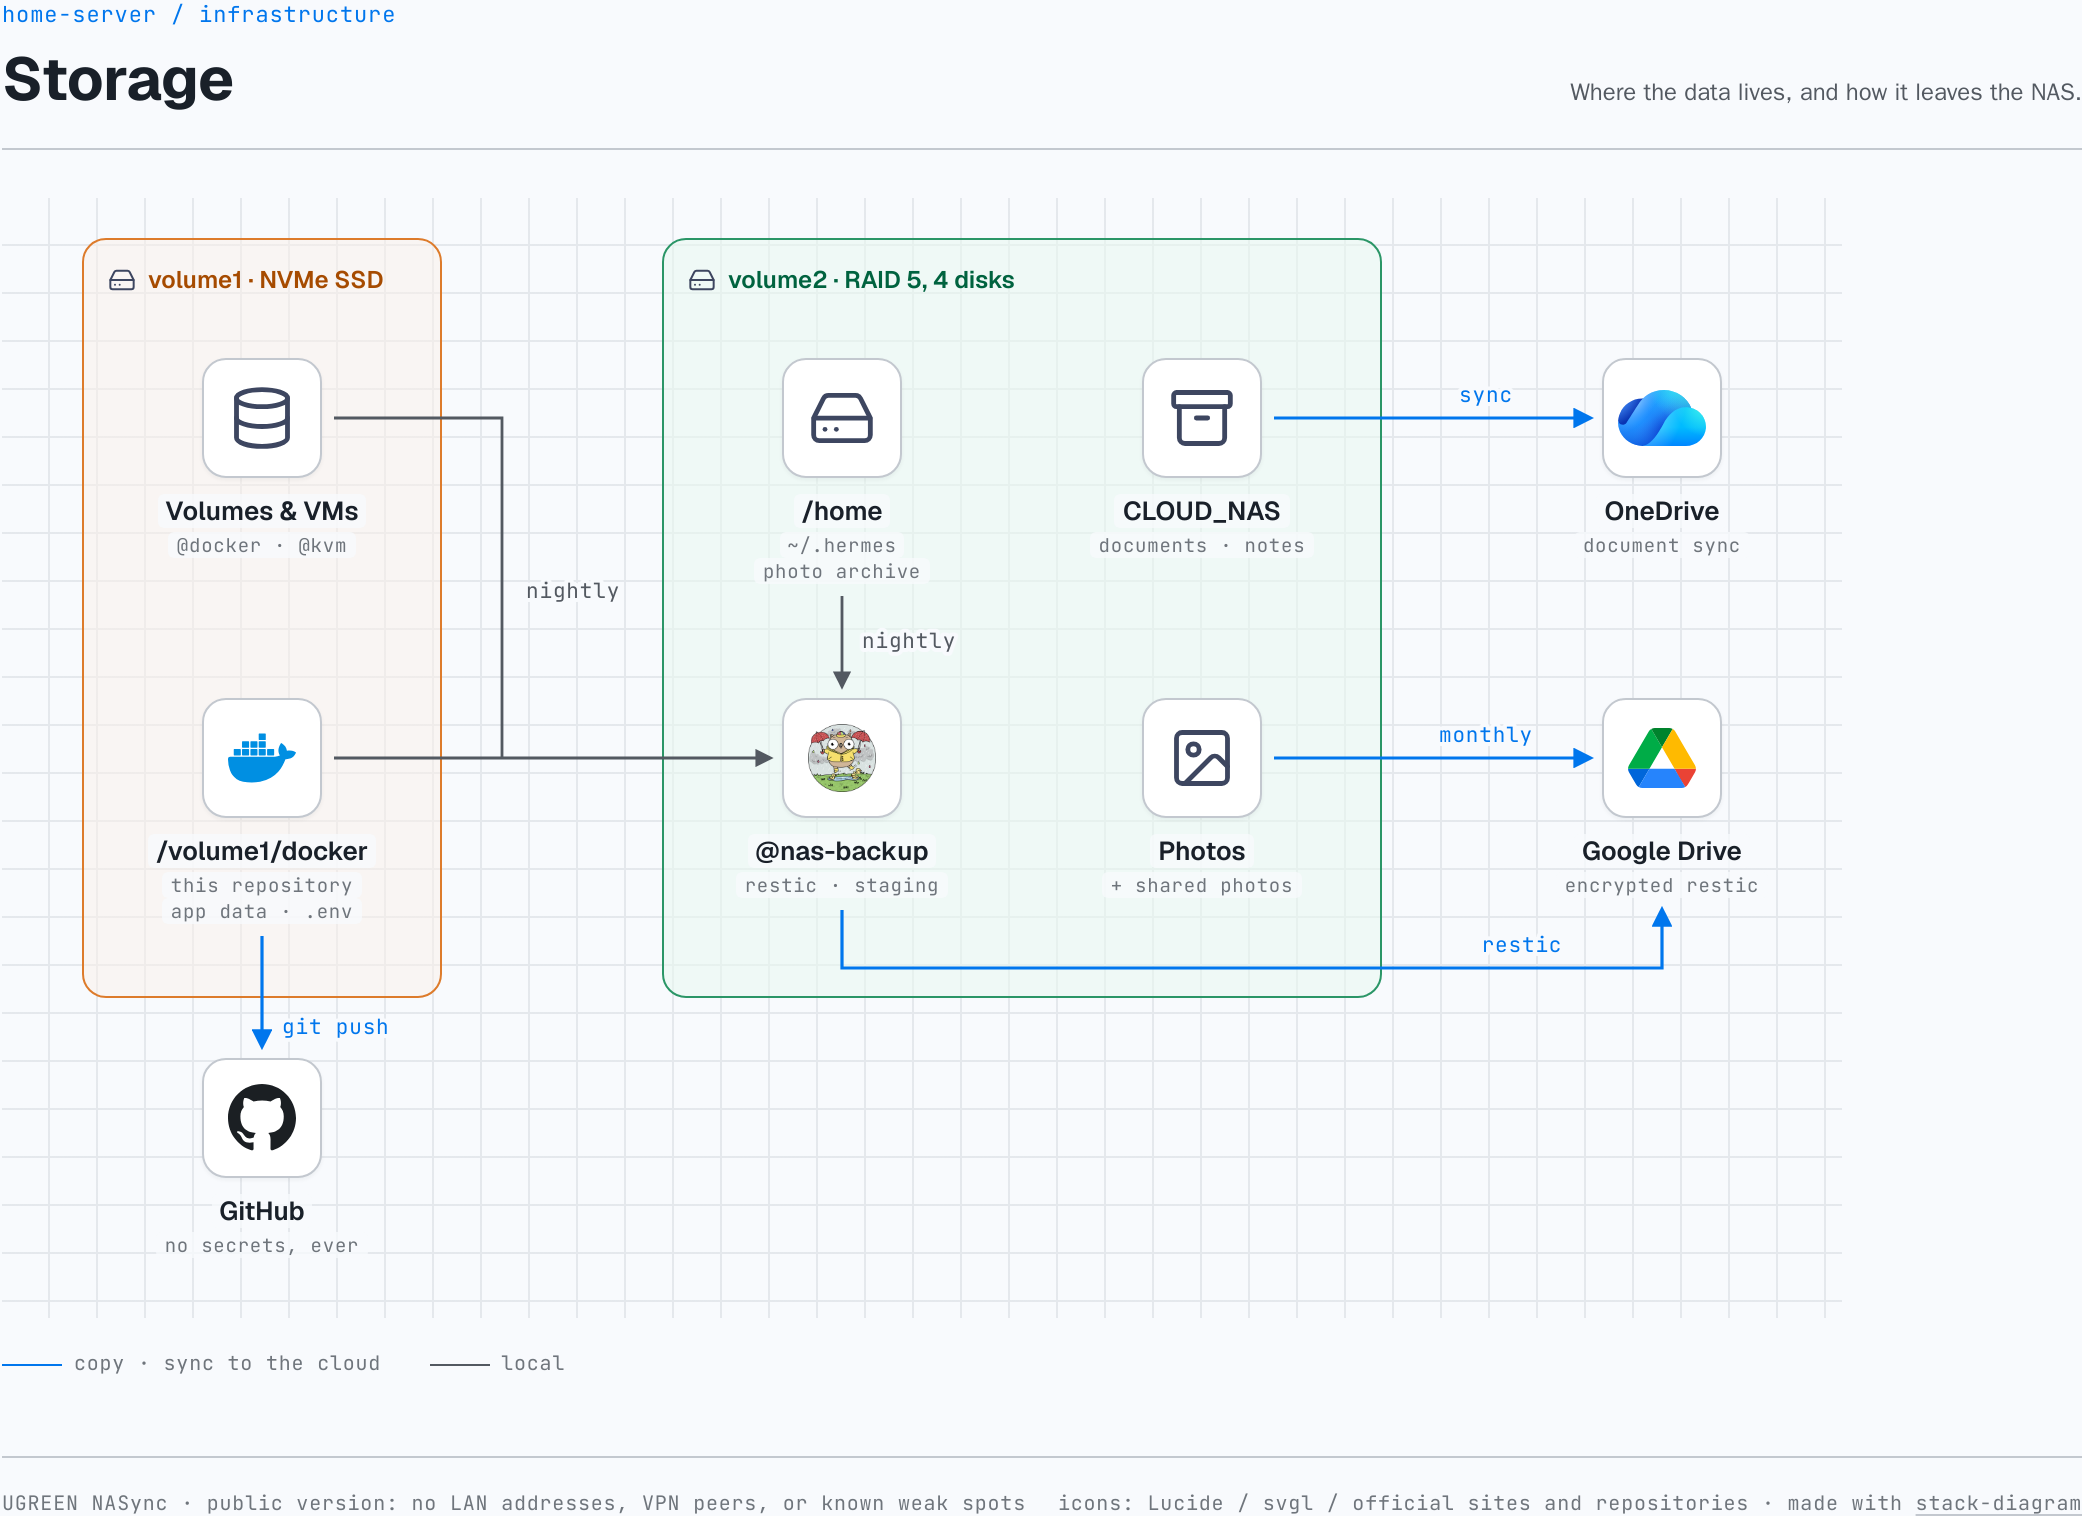 home-server / infrastructure
Storage
Where the data lives, and how it leaves the NAS.
volume1 · NVMe SSD
volume2 · RAID 5, 4 disks
sync
Volumes & VMs
@docker · @kvm
/home
~/.hermes
photo archive
CLOUD_NAS
documents · notes
OneDrive
document sync
nightly
nightly
monthly
/volume1/docker
this repository
app data · .env
@nas-backup
restic · staging
Photos
+ shared photos
Google Drive
encrypted restic
restic
git push
GitHub
no secrets, ever
copy · sync to the cloud
local
UGREEN NASync · public version: no LAN addresses, VPN peers, or known weak spots
icons: Lucide / svgl / official sites and repositories · made with stack-diagram